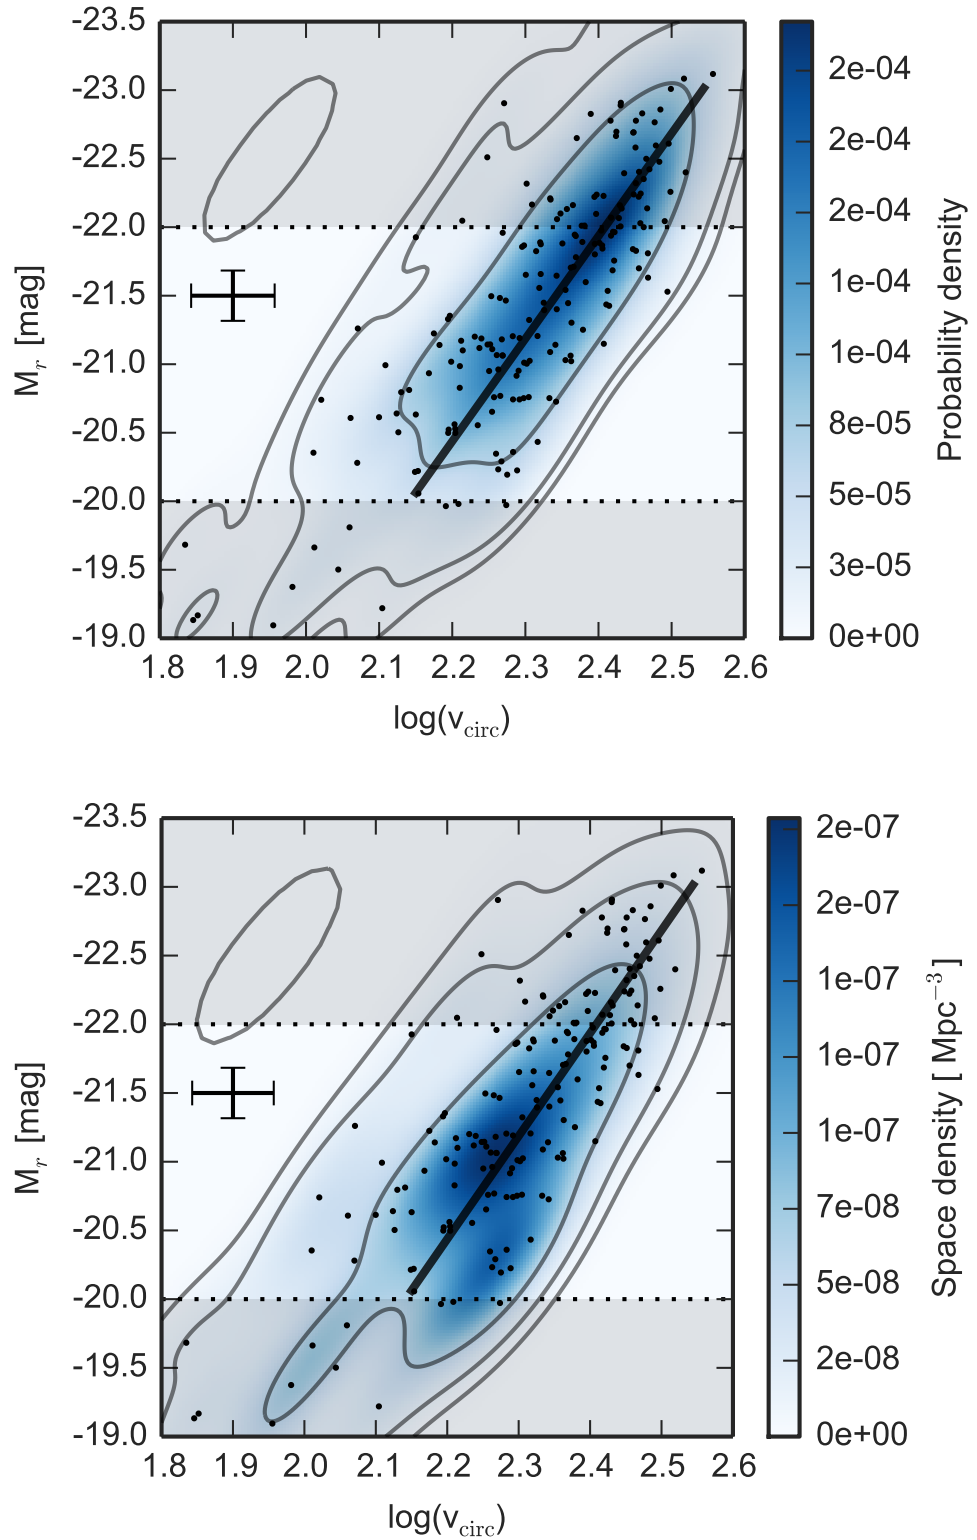 -23.5
-23.0
-22.5
-22.0
-21.5
-21.0
-20.5
-20.0
-19.5
-19.0
M_r [mag]
1.8 1.9 2.0 2.1 2.2 2.3 2.4 2.5 2.6
log(v_circ)
2e-04
2e-04
2e-04
1e-04
1e-04
8e-05
5e-05
3e-05
0e+00
Probability density
-23.5
-23.0
-22.5
-22.0
-21.5
-21.0
-20.5
-20.0
-19.5
-19.0
M_r [mag]
1.8 1.9 2.0 2.1 2.2 2.3 2.4 2.5 2.6
log(v_circ)
2e-07
2e-07
1e-07
1e-07
1e-07
7e-08
5e-08
2e-08
0e+00
Space density [ Mpc^{-3} ]